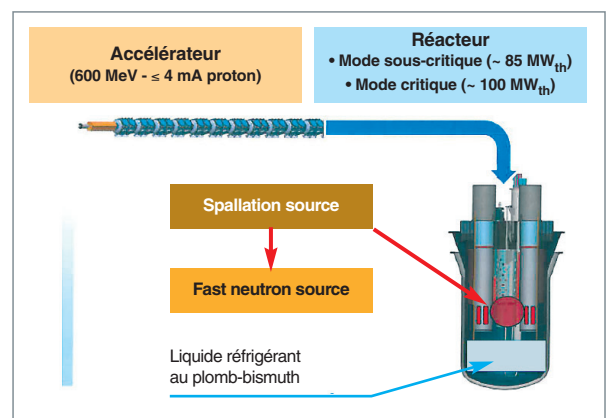 Accélérateur
(600 MeV - ≤ 4 mA proton)
Réacteur
• Mode sous-critique (~ 85 MWth)
• Mode critique (~ 100 MWth)
Spallation source
Fast neutron source
Liquide réfrigérant
au plomb-bismuth